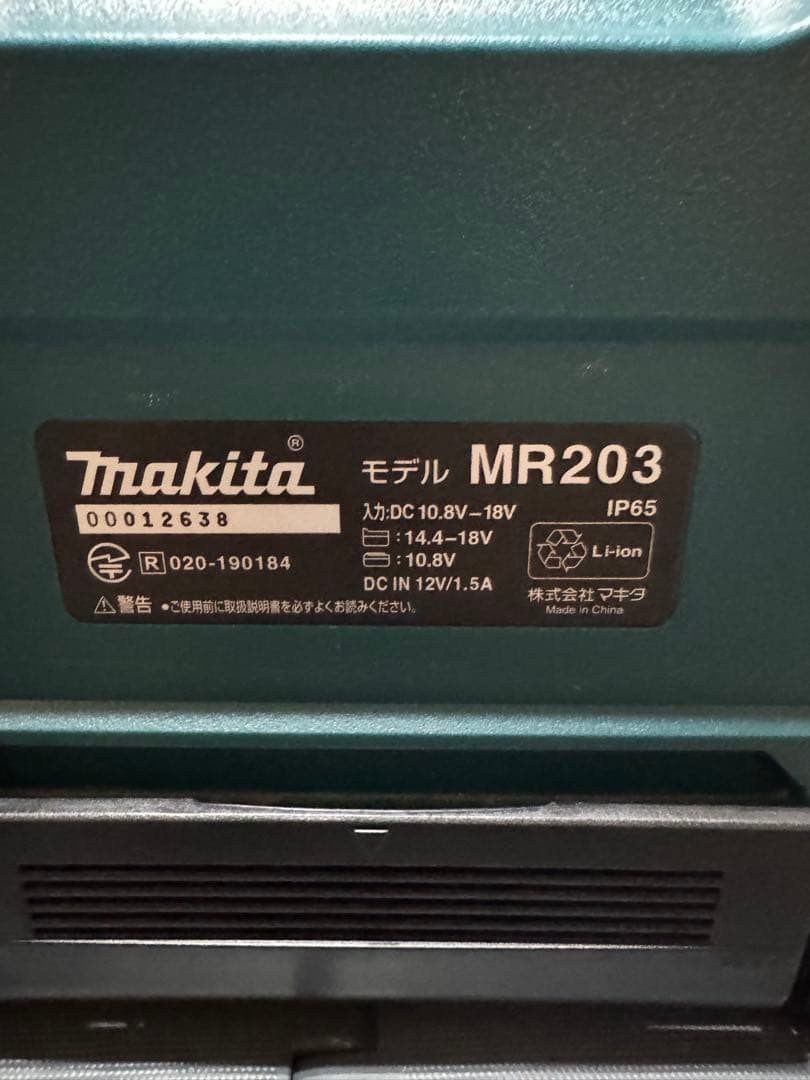 makita®
00012638
R 020-190184
モデル MR203
IP65
入力:DC 10.8V-18V
:14.4-18V
:10.8V
DC IN 12V/1.5A
Li-ion
株式会社 マキタ
Made in China
⚠警告 ●ご使用前に取扱説明書を必ずよくお読みください。